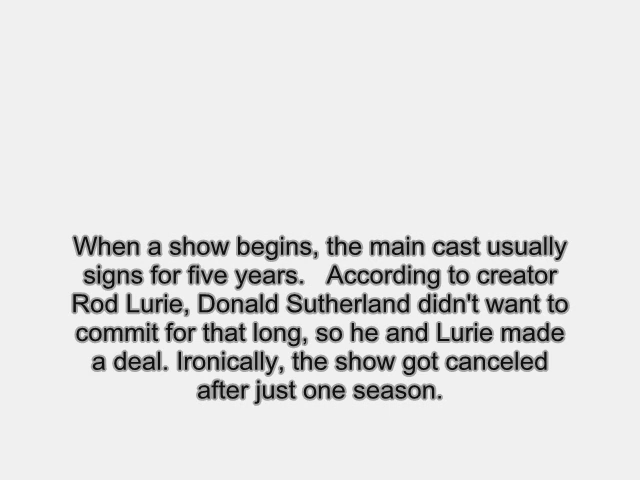 When a show begins, the main cast usually
signs for five years.   According to creator
Rod Lurie, Donald Sutherland didn't want to
commit for that long, so he and Lurie made
a deal. Ironically, the show got canceled
after just one season.